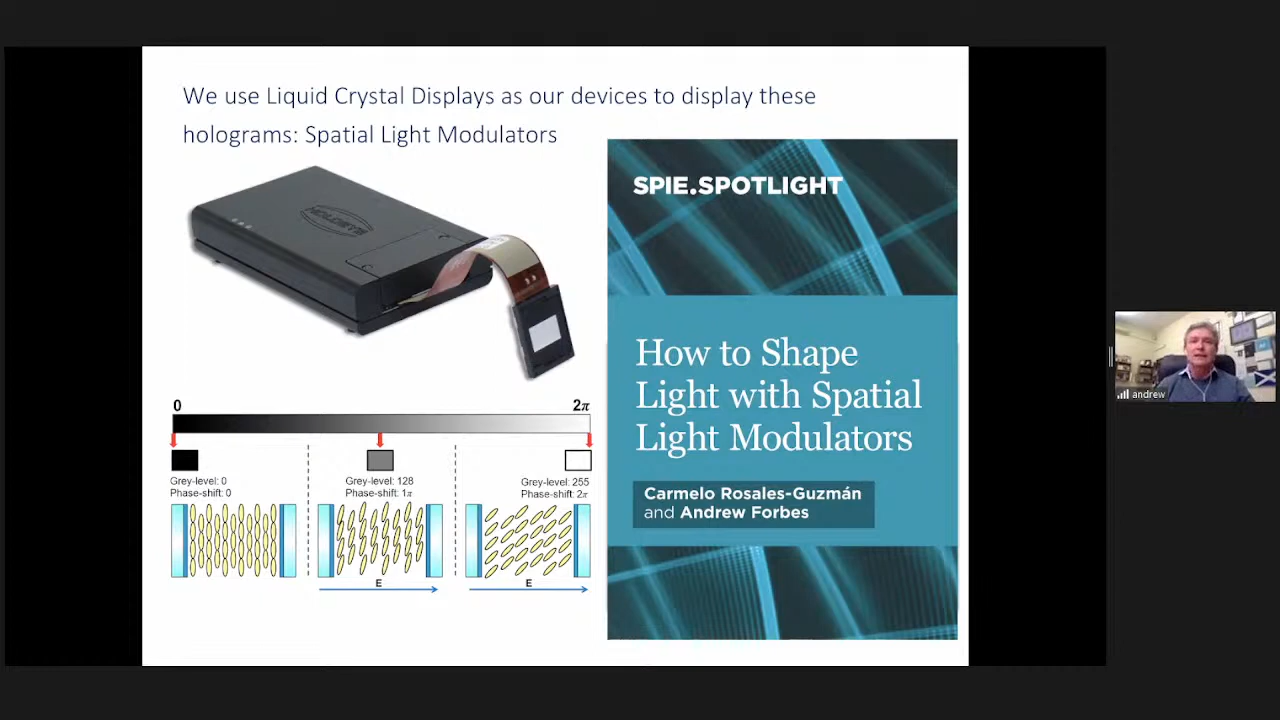 We use Liquid Crystal Displays as our devices to display these
holograms: Spatial Light Modulators
HOLOEYE
SPIE.SPOTLIGHT
How to Shape
Light with Spatial
Light Modulators
Carmelo Rosales-Guzmán
and Andrew Forbes
0
2π
Grey-level: 0
Phase-shift: 0
Grey-level: 128
Phase-shift: 1π
Grey-level: 255
Phase-shift: 2π
E
E
andrew